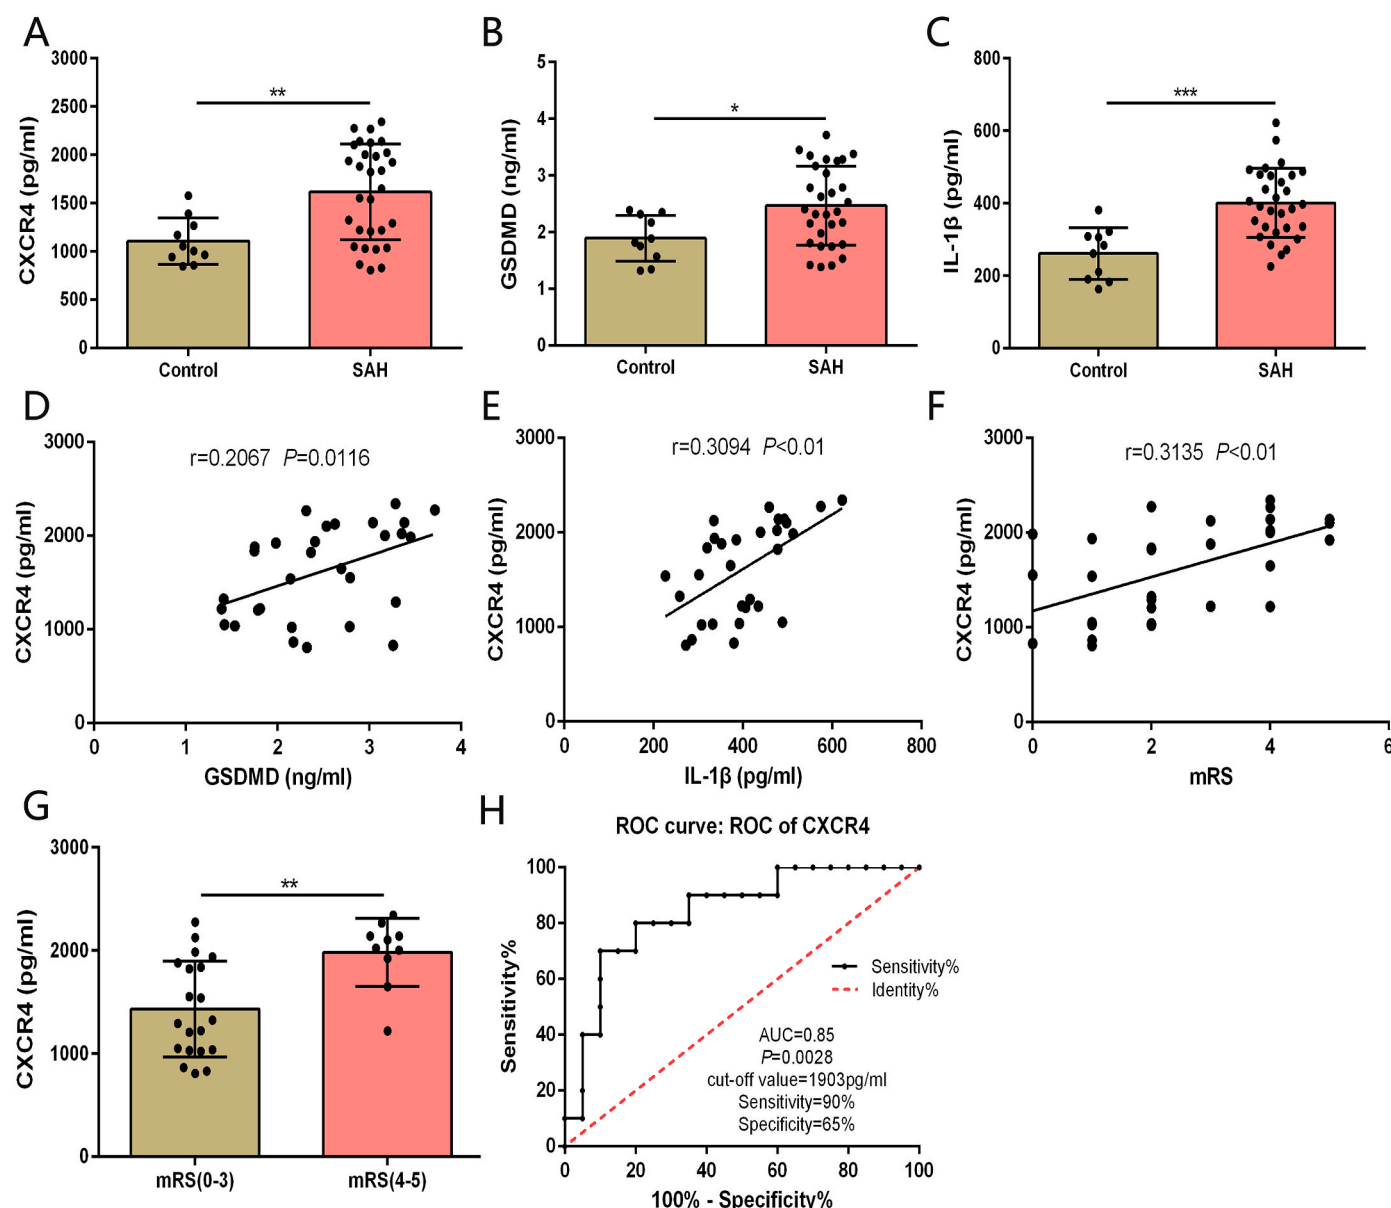 A
CXCR4 (pg/ml)
3000
2500
2000
1500
1000
500
0
**
Control
SAH
B
GSDMD (ng/ml)
5
4
3
2
1
0
*
Control
SAH
C
IL-1β (pg/ml)
800
600
400
200
0
***
Control
SAH
D
CXCR4 (pg/ml)
3000
2000
1000
0
r=0.2067 P=0.0116
0 1 2 3 4
GSDMD (ng/ml)
E
CXCR4 (pg/ml)
3000
2000
1000
0
r=0.3094 P<0.01
0 200 400 600 800
IL-1β (pg/ml)
F
CXCR4 (pg/ml)
3000
2000
1000
0
r=0.3135 P<0.01
0 2 4 6
mRS
G
CXCR4 (pg/ml)
3000
2000
1000
0
**
mRS(0-3)
mRS(4-5)
H
ROC curve: ROC of CXCR4
Sensitivity%
100
80
60
40
20
0
Sensitivity%
Identity%
AUC=0.85
P=0.0028
cut-off value=1903pg/ml
Sensitivity=90%
Specificity=65%
0 20 40 60 80 100
100% - Specificity%